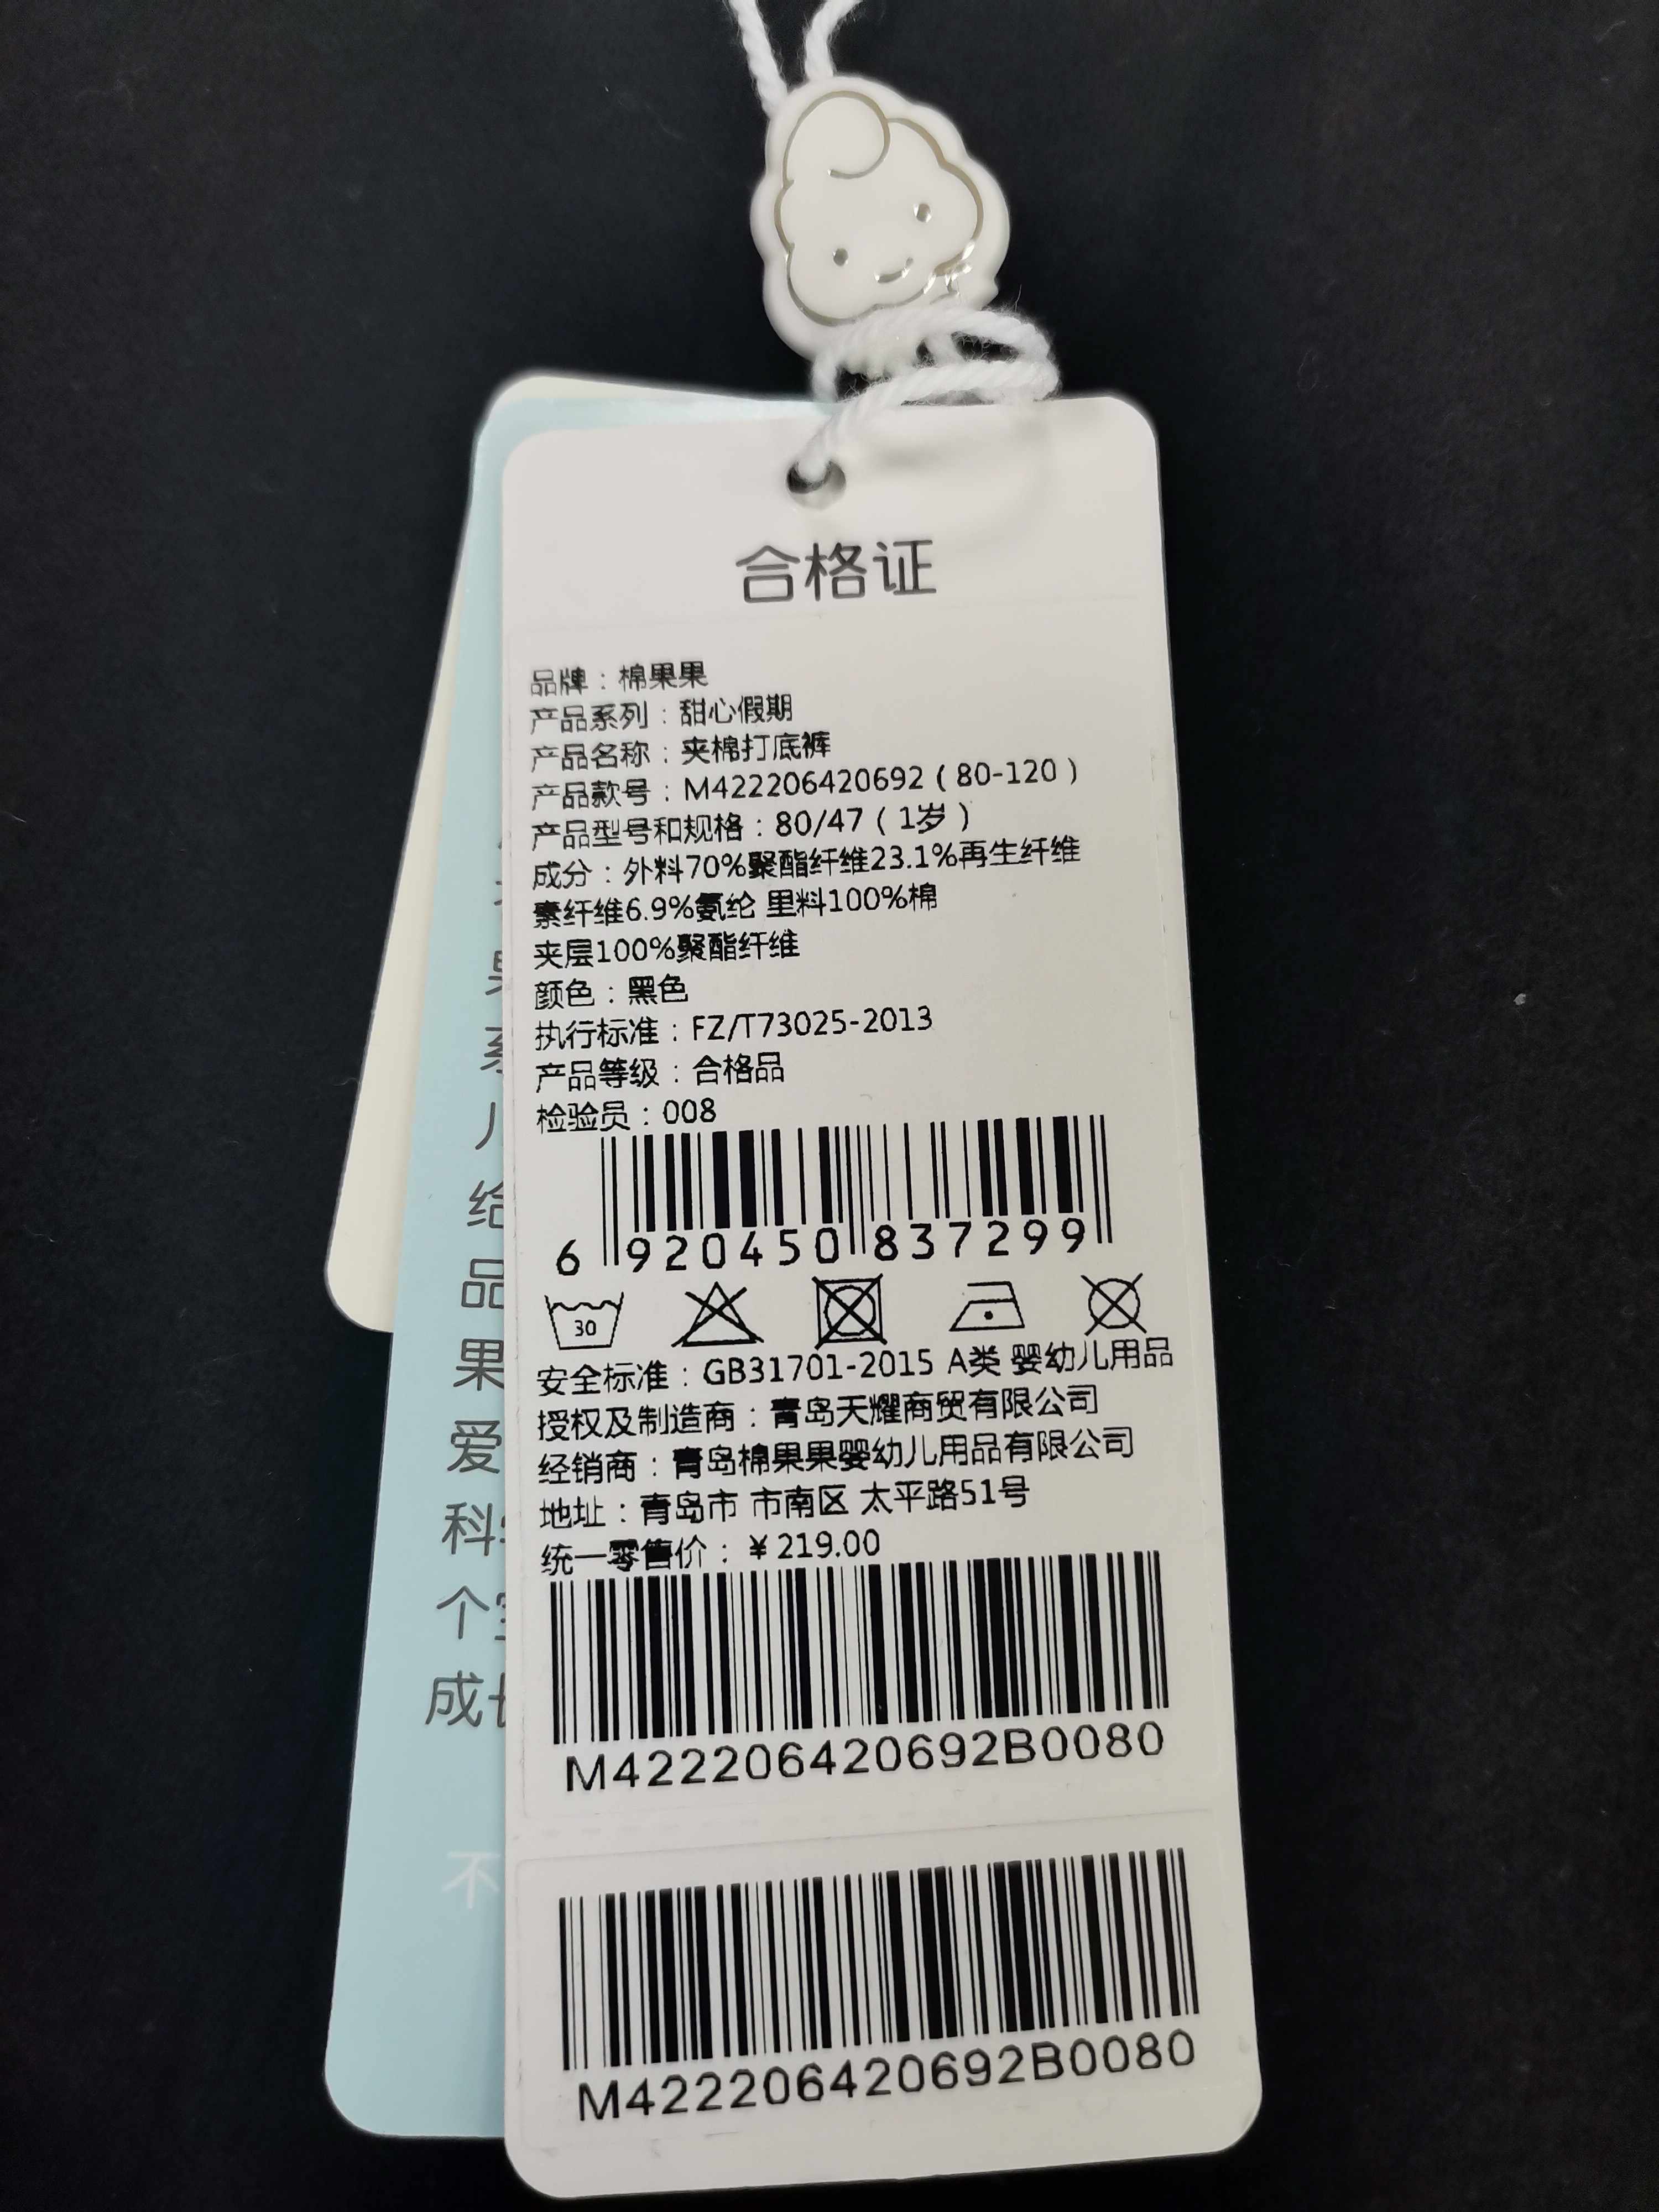 合格证
品牌：棉果果
产品系列：甜心假期
产品名称：夹棉打底裤
产品款号：M422206420692（80-120）
产品型号和规格：80/47（1岁）
成分：外料70%聚酯纤维23.1%再生纤维
素纤维6.9%氨纶 里料100%棉
夹层100%聚酯纤维
颜色：黑色
执行标准：FZ/T73025-2013
产品等级：合格品
检验员：008
6 920450 837299
30
安全标准：GB31701-2015 A类 婴幼儿用品
授权及制造商：青岛天耀商贸有限公司
经销商：青岛棉果果婴幼儿用品有限公司
地址：青岛市 市南区 太平路51号
统一零售价：￥219.00
M422206420692B0080
M422206420692B0080
给
品
果
爱
科
个
成
不